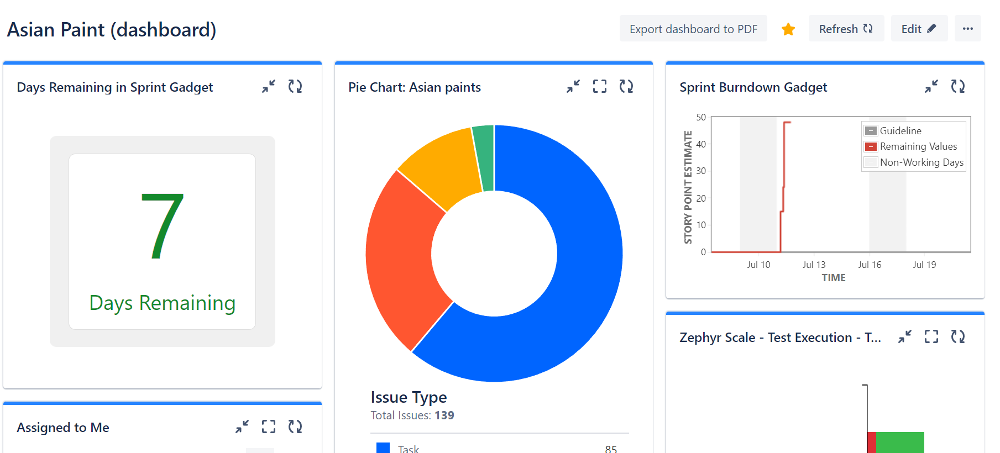 Asian Paint (dashboard)
Export dashboard to PDF
Refresh
Edit
Days Remaining in Sprint Gadget
7
Days Remaining
Assigned to Me
Pie Chart: Asian paints
Issue Type
Total Issues: 139
Task 85
Sprint Burndown Gadget
STORY POINT ESTIMATE
50
40
30
20
10
0
Guideline
Remaining Values
Non-Working Days
Jul 10 Jul 13 Jul 16 Jul 19
TIME
Zephyr Scale - Test Execution - T...